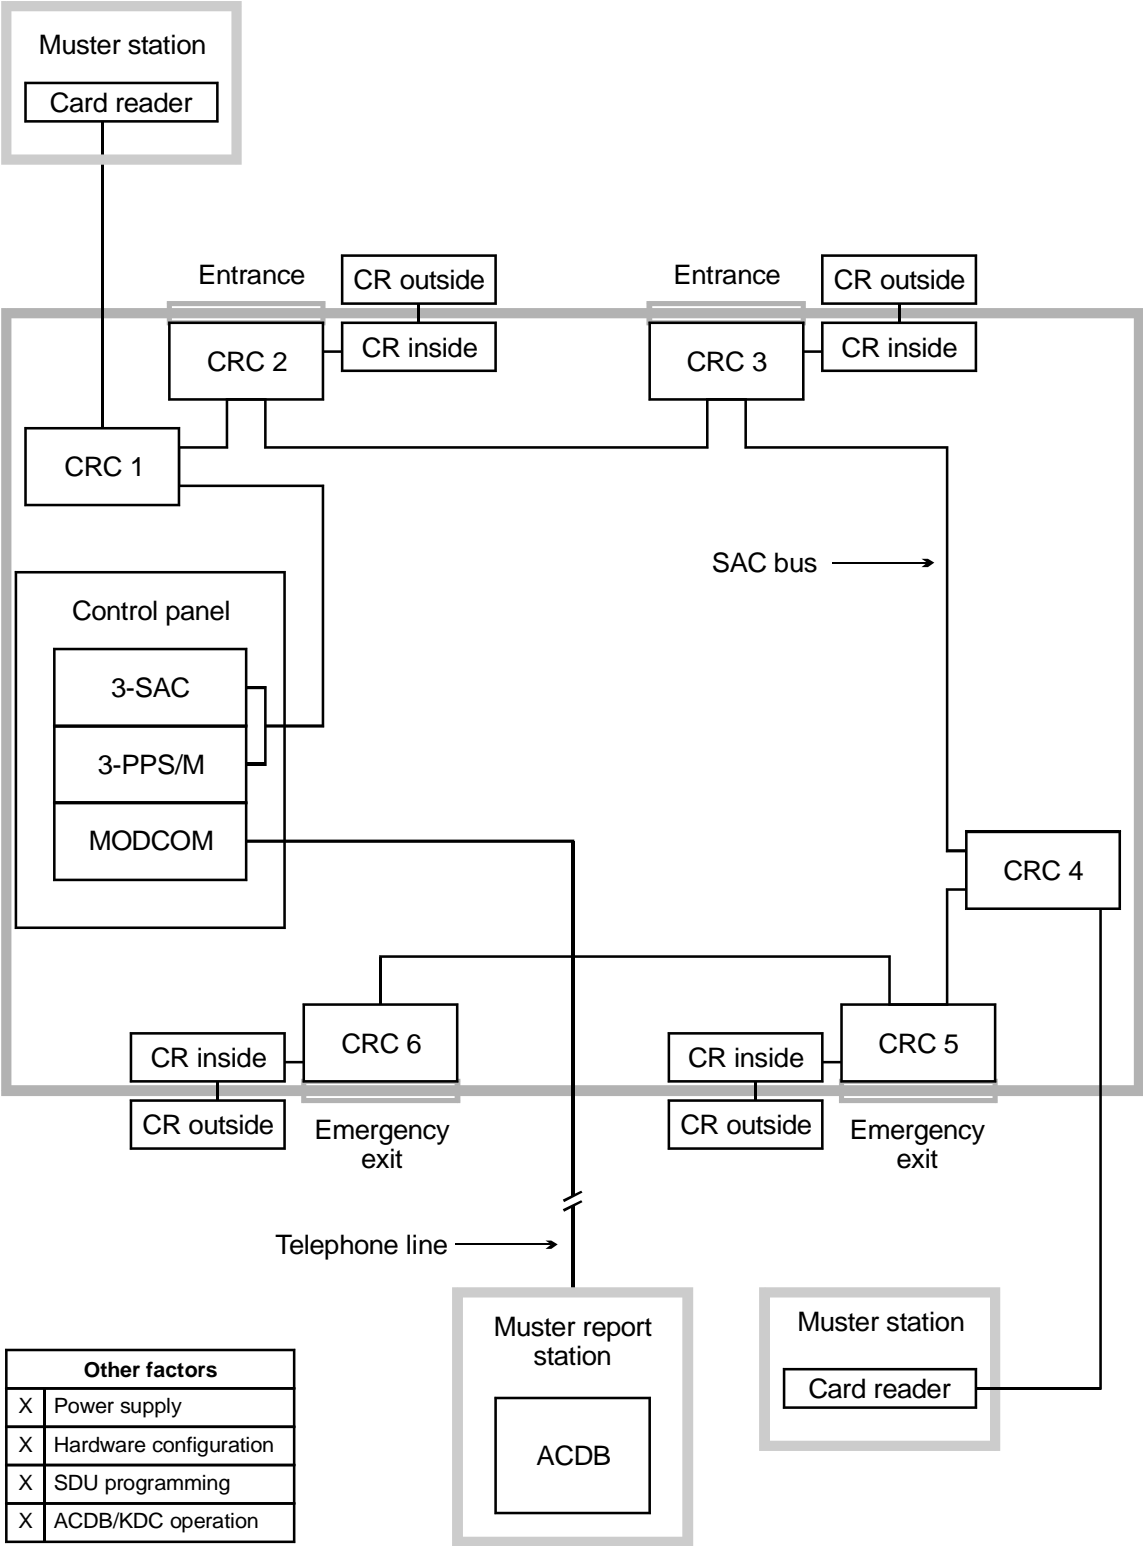 Muster station
Card reader
Entrance
CR outside
Entrance
CR outside
CRC 2
CR inside
CRC 3
CR inside
CRC 1
SAC bus
Control panel
3-SAC
3-PPS/M
MODCOM
CRC 4
CR inside
CRC 6
CR inside
CRC 5
CR outside
Emergency
exit
CR outside
Emergency
exit
Telephone line
Muster report
station
ACDB
Muster station
Card reader
Other factors
X Power supply
X Hardware configuration
X SDU programming
X ACDB/KDC operation